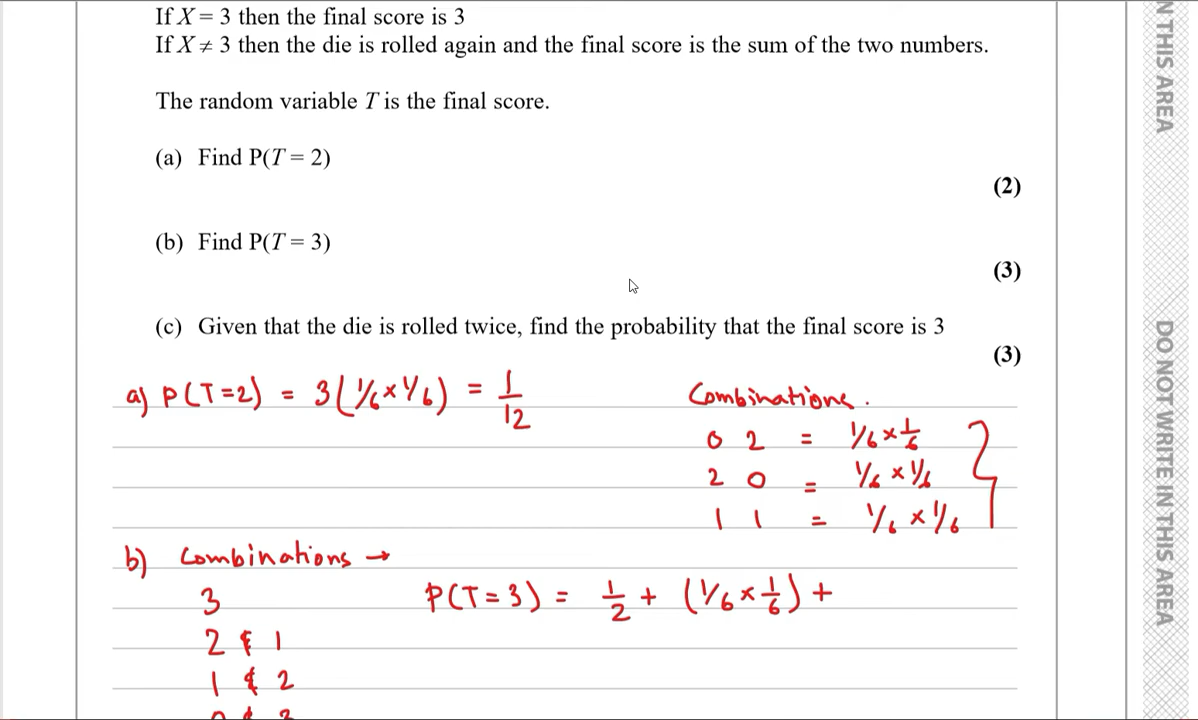 If X = 3 then the final score is 3
If X ≠ 3 then the die is rolled again and the final score is the sum of the two numbers.
The random variable T is the final score.
(a) Find P(T = 2)
(2)
(b) Find P(T = 3)
(3)
(c) Given that the die is rolled twice, find the probability that the final score is 3
(3)
a) P(T=2) = 3(1/6 × 1/6) = 1/12
Combinations.
0 2 = 1/6 × 1/6
2 0 = 1/6 × 1/6
1 1 = 1/6 × 1/6
b) Combinations →
3
P(T=3) = 1/2 + (1/6 × 1/6) +
2 & 1
1 & 2
N THIS AREA
DO NOT WRITE IN THIS AREA